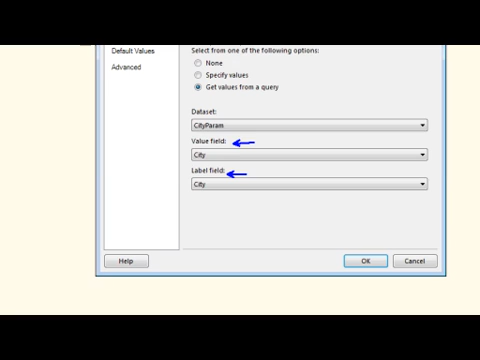 Default Values
Select from one of the following options:
None
Advanced
Specify values
Get values from a query
Dataset:
CityParam
Value field:
City
Label field:
City
Help
OK
Cancel